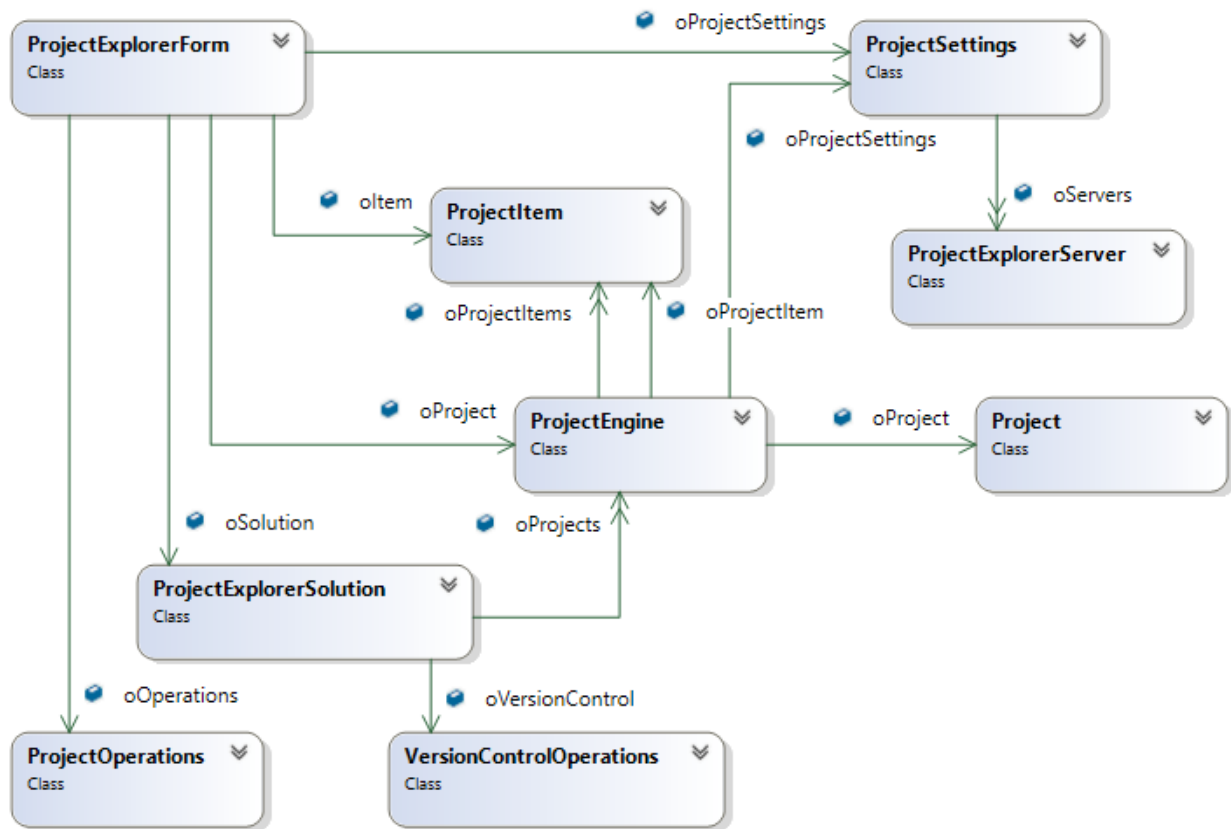 oProjectSettings
ProjectExplorerForm
Class
ProjectSettings
Class
oProjectSettings
oItem
ProjectItem
Class
oServers
ProjectExplorerServer
Class
oProjectItems
oProjectItem
oProject
ProjectEngine
Class
oProject
Project
Class
oSolution
oProjects
ProjectExplorerSolution
Class
oOperations
oVersionControl
ProjectOperations
Class
VersionControlOperations
Class